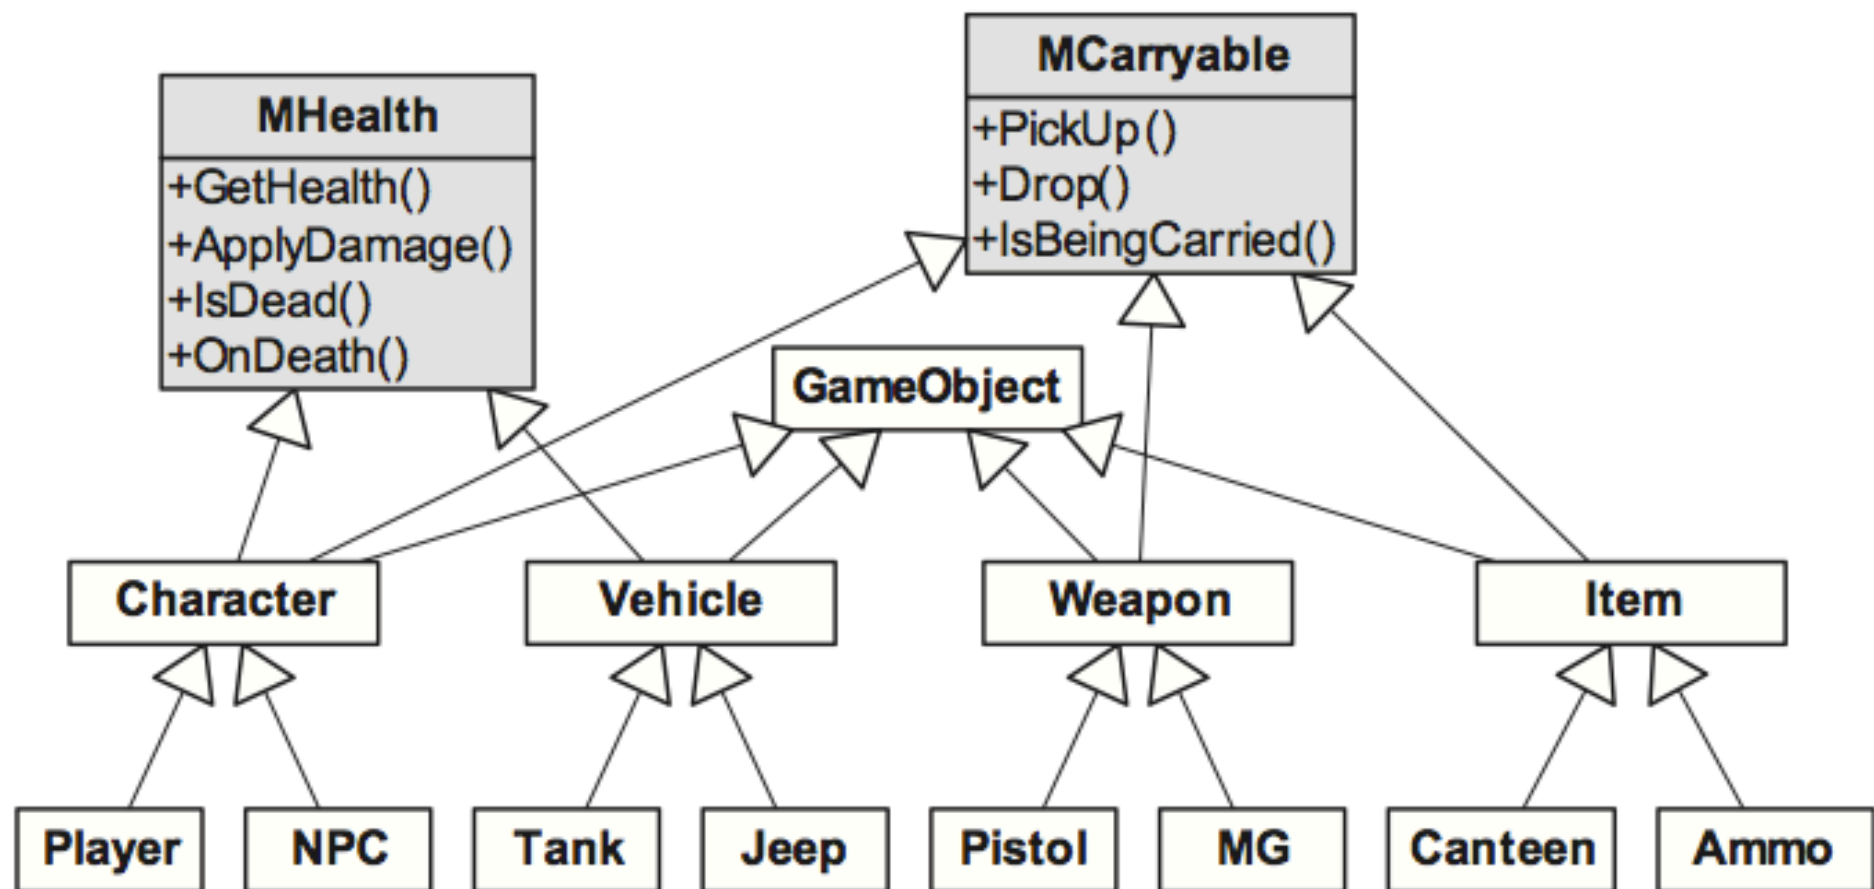 MHealth
+GetHealth()
+ApplyDamage()
+IsDead()
+OnDeath()
MCarryable
+PickUp()
+Drop()
+IsBeingCarried()
GameObject
Character
Vehicle
Weapon
Item
Player
NPC
Tank
Jeep
Pistol
MG
Canteen
Ammo